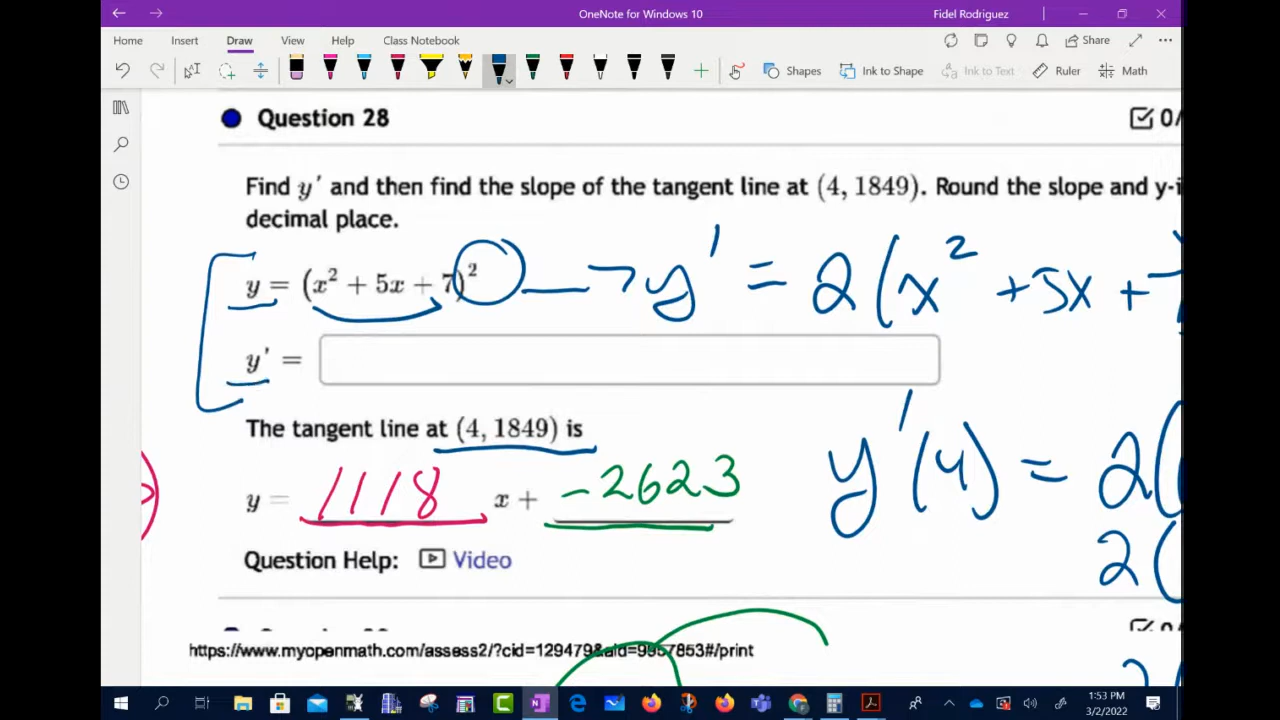 OneNote for Windows 10 Fidel Rodriguez
Home Insert Draw View Help Class Notebook Share
Shapes Ink to Shape Ink to Text Ruler Math
Question 28 0/
Find y' and then find the slope of the tangent line at (4, 1849). Round the slope and y-i
decimal place.
y = (x² + 5x + 7)² → y' = 2(x² + 5x +
y' =
The tangent line at (4, 1849) is
y = 1118 x + -2623
y'(4) = 2(
2(
Question Help: Video
https://www.myopenmath.com/assess2/?cid=129479&aid=9957853#/print
1:53 PM
3/2/2022